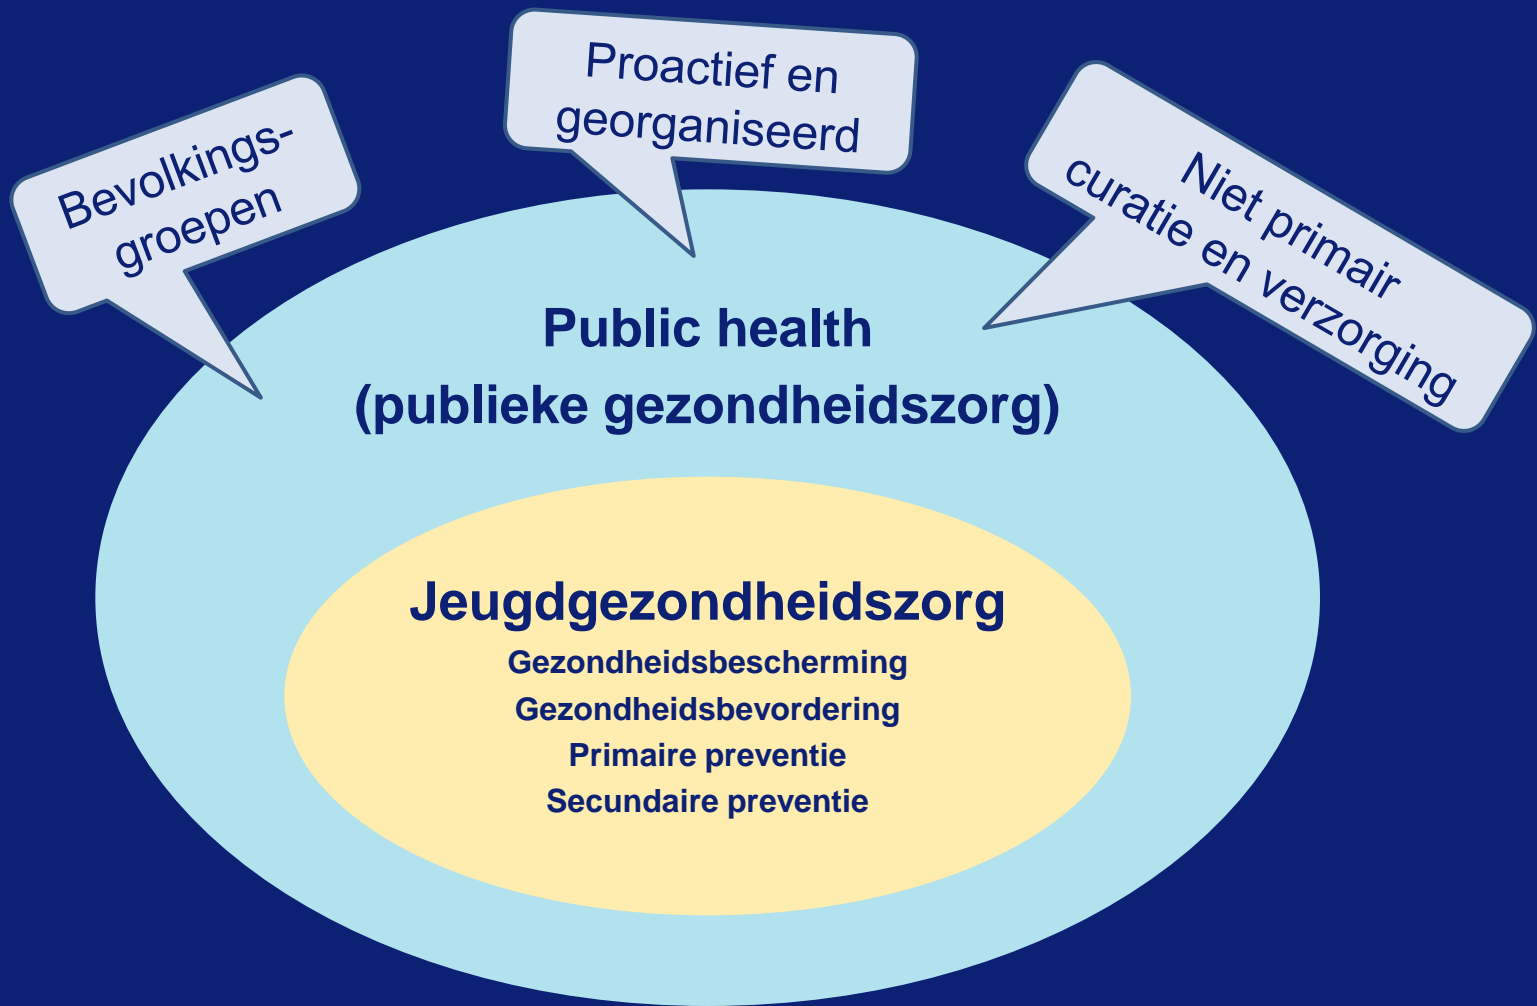 Bevolkings-
groepen
Proactief en
georganiseerd
Niet primair
curatie en verzorging
Public health
(publieke gezondheidszorg)
Jeugdgezondheidszorg
Gezondheidsbescherming
Gezondheidsbevordering
Primaire preventie
Secundaire preventie